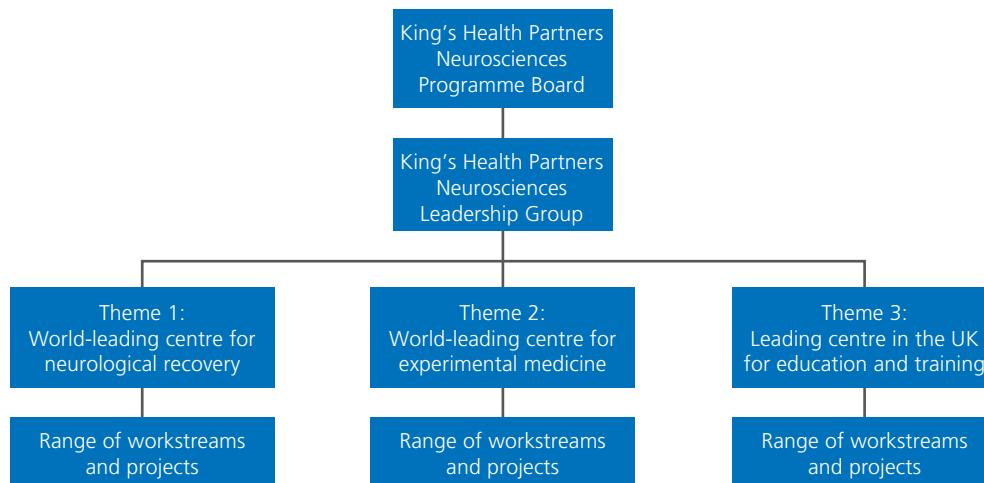 King’s Health Partners
Neurosciences
Programme Board
King’s Health Partners
Neurosciences
Leadership Group
Theme 1:
World-leading centre for
neurological recovery
Theme 2:
World-leading centre for
experimental medicine
Theme 3:
Leading centre in the UK
for education and training
Range of workstreams
and projects
Range of workstreams
and projects
Range of workstreams
and projects